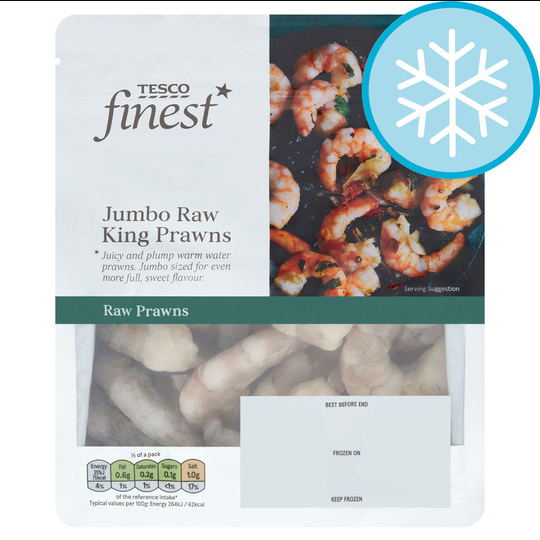 TESCO
finest
Jumbo Raw
King Prawns
* Juicy and plump warm water
prawns. Jumbo sized for even
more full, sweet flavour.
Serving Suggestion
Raw Prawns
BEST BEFORE END
FROZEN ON
KEEP FROZEN
½ of a pack
Energy Fat Saturates Sugars Salt
0.6g 0.2g 0.1g 1.0g
4% 1% 1% <1% 17%
of the reference intake*
Typical values per 100g: Energy 264kJ / 62kcal